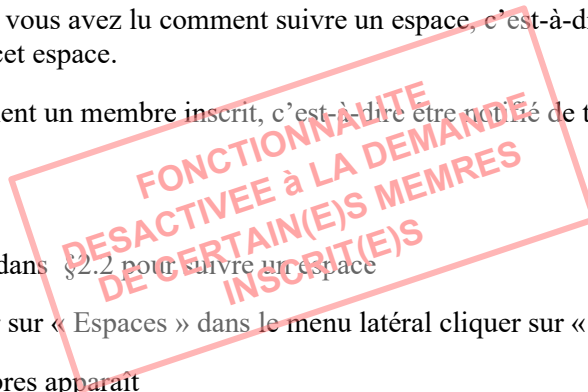 vous avez lu comment suivre un espace, c’est-à-di
cet espace.
ent un membre inscrit, c’est-à-dire être notifié de t
FONCTIONNALITE
DESACTIVEE à LA DEMANDE
DE CERTAIN(E)S MEMRES
INSCRIT(E)S
dans §2.2 pour suivre un espace
sur « Espaces » dans le menu latéral cliquer sur «
res apparaît